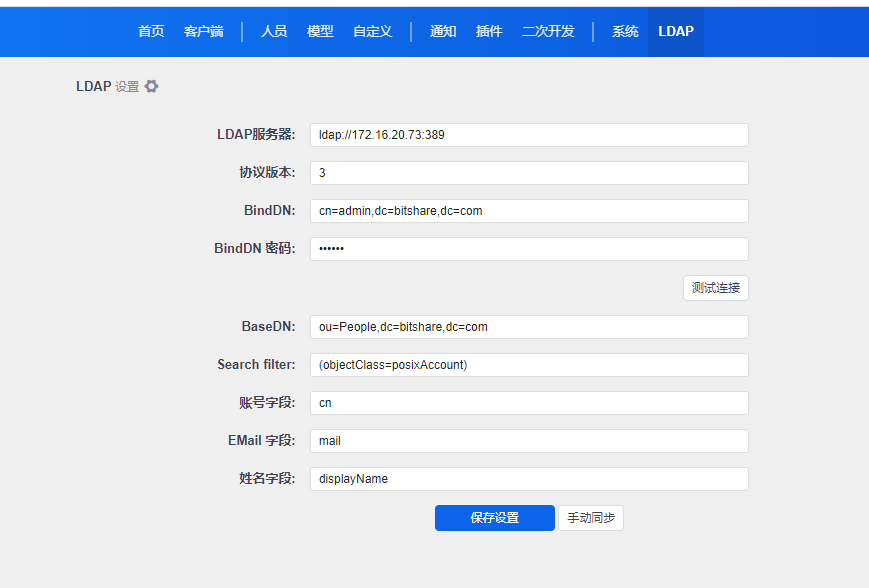 首页 客户端 人员 模型 自定义 通知 插件 二次开发 系统 LDAP
LDAP 设置
LDAP服务器: ldap://172.16.20.73:389
协议版本: 3
BindDN: cn=admin,dc=bitshare,dc=com
BindDN 密码: ••••••
测试连接
BaseDN: ou=People,dc=bitshare,dc=com
Search filter: (objectClass=posixAccount)
账号字段: cn
EMail 字段: mail
姓名字段: displayName
保存设置 手动同步